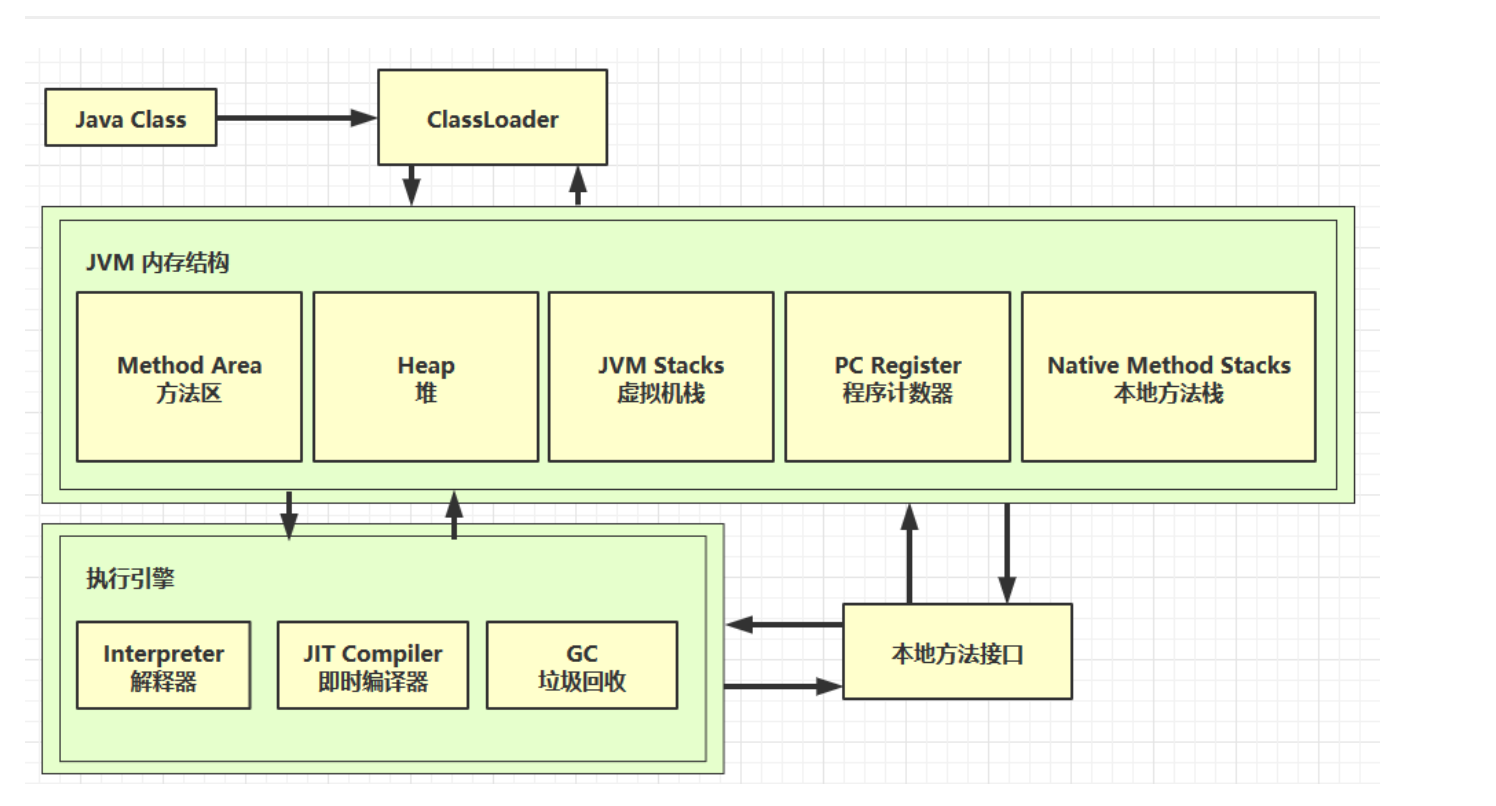 Java Class
ClassLoader
JVM 内存结构
Method Area
方法区
Heap
堆
JVM Stacks
虚拟机栈
PC Register
程序计数器
Native Method Stacks
本地方法栈
执行引擎
Interpreter
解释器
JIT Compiler
即时编译器
GC
垃圾回收
本地方法接口